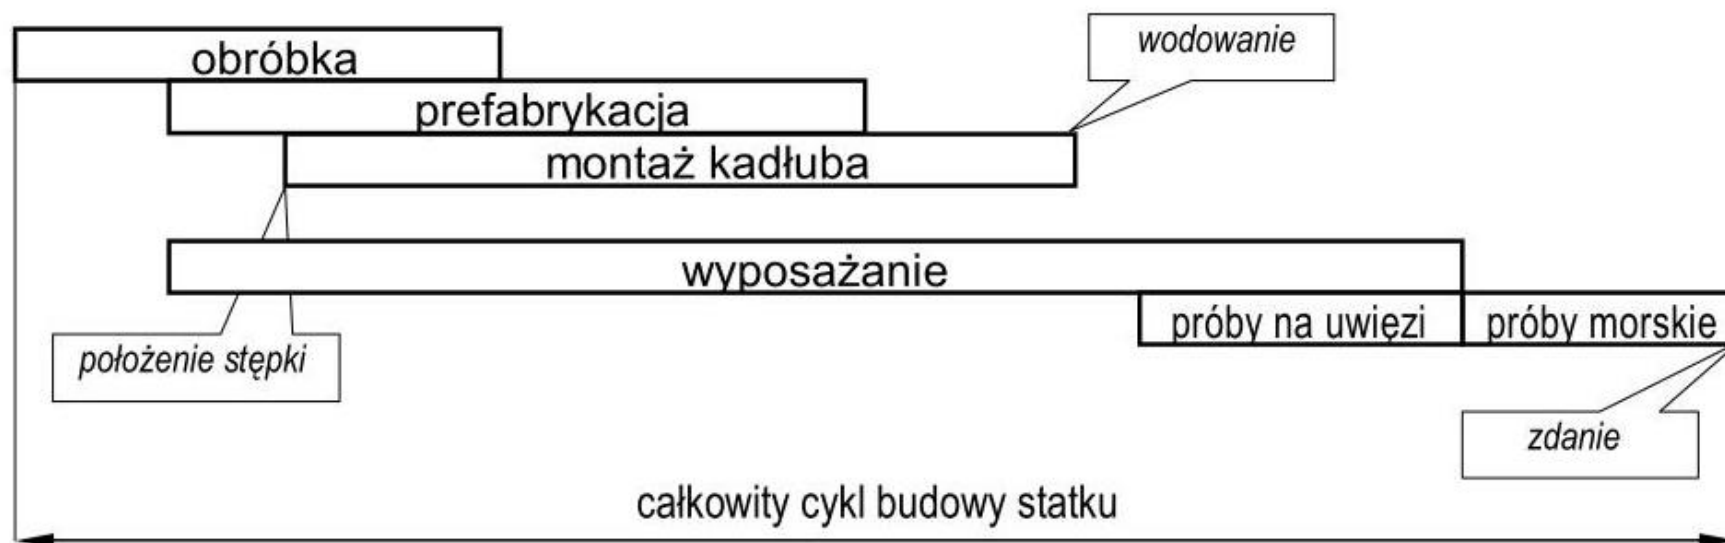 obróbka
wodowanie
prefabrykacja
montaż kadłuba
wyposażanie
próby na uwięzi
próby morskie
położenie stępki
zdanie
całkowity cykl budowy statku